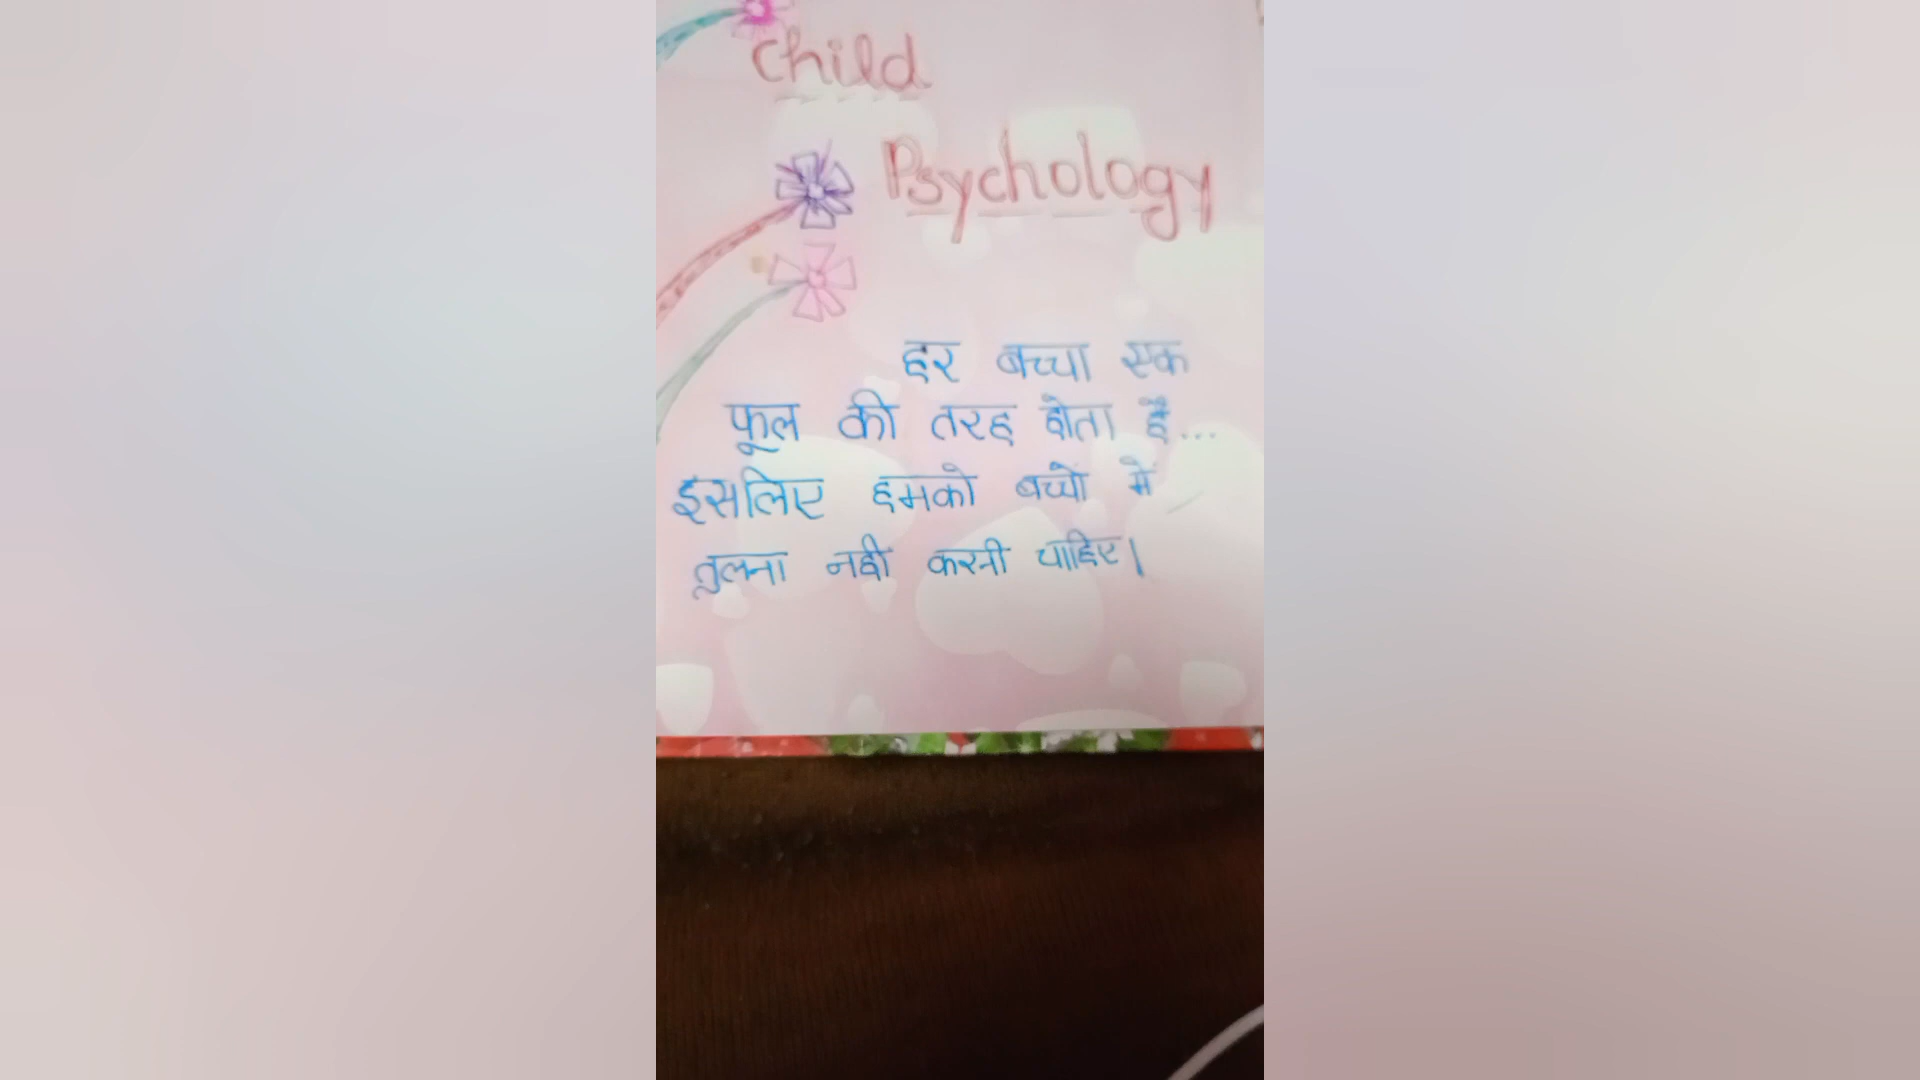 Child
Psychology
हर बच्चा एक
फूल की तरह होता है...
इसलिए हमको बच्चों में
तुलना नही करनी चाहिए।